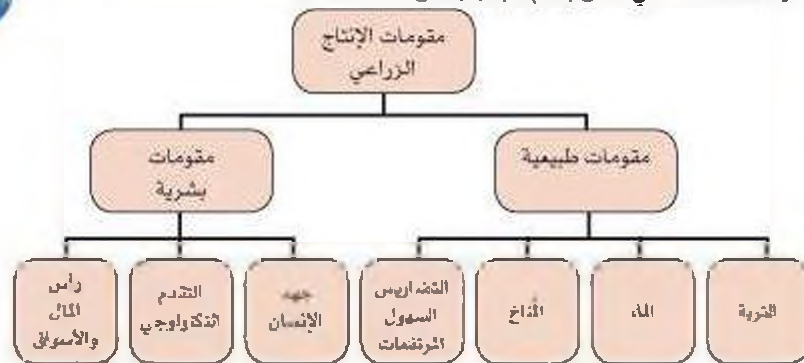 مقومات الإنتاج
الزراعي
مقومات طبيعية
مقومات
بشرية
التربة
الماء
المناخ
التضاريس
السهول
المرتفعات
جهد
الإنسان
التقدم
التكنولوجي
رأس
المال
والأسواق